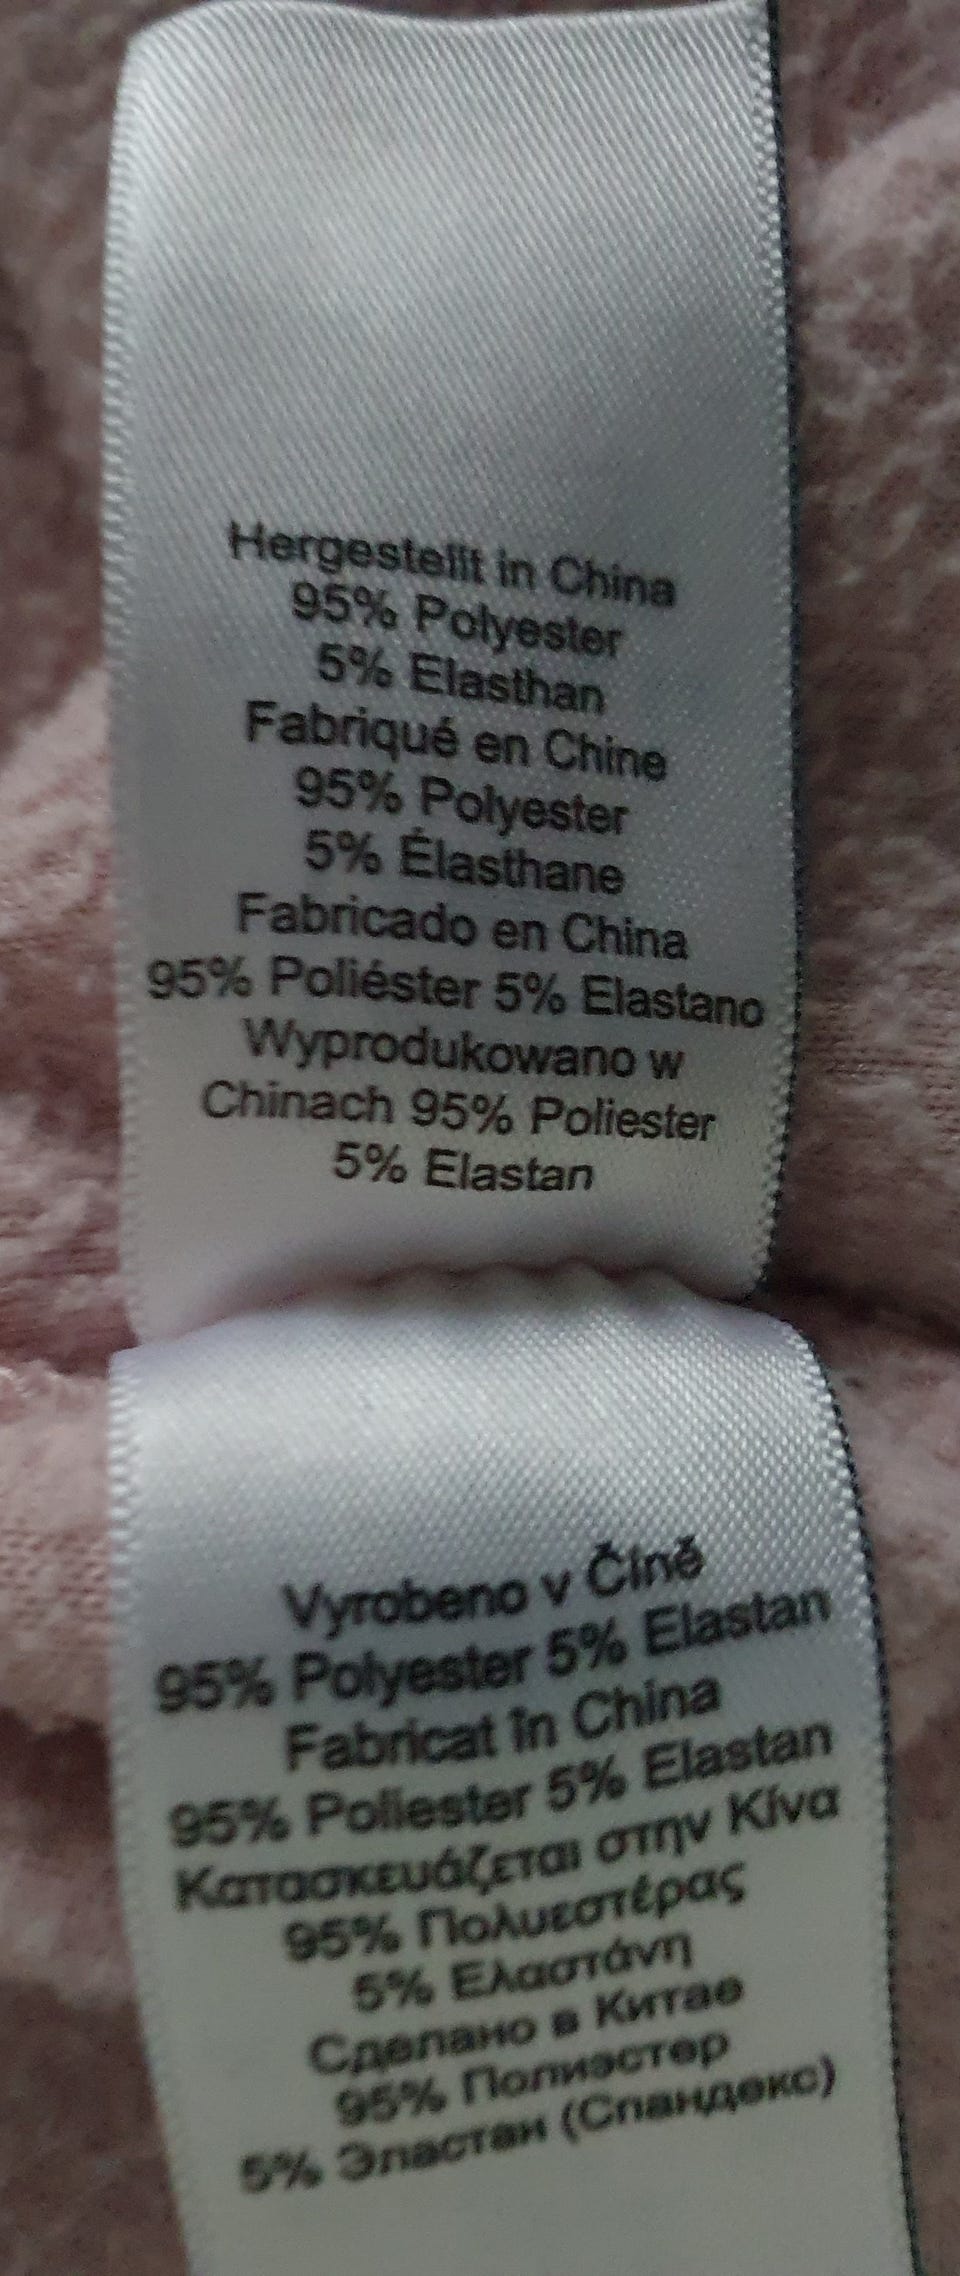 Hergestellt in China
95% Polyester
5% Elasthan
Fabriqué en Chine
95% Polyester
5% Élasthane
Fabricado en China
95% Poliéster 5% Elastano
Wyprodukowano w
Chinach 95% Poliester
5% Elastan
Vyrobeno v Číně
95% Polyester 5% Elastan
Fabricat în China
95% Poliester 5% Elastan
Κατασκευάζεται στην Κίνα
95% Πολυεστέρας
5% Ελαστάνη
Сделано в Китае
95% Полиэстер
5% Эластан (Спандекс)